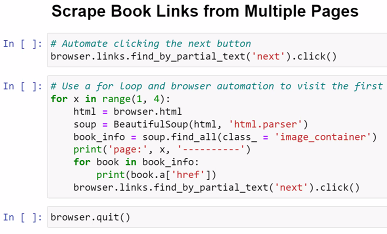 Scrape Book Links from Multiple Pages
In [ ]: # Automate clicking the next button
browser.links.find_by_partial_text('next').click()
In [ ]: # Use a for Loop and browser automation to visit the first
for x in range(1, 4):
    html = browser.html
    soup = BeautifulSoup(html, 'html.parser')
    book_info = soup.find_all(class_ = 'image_container')
    print('page:', x, '----------')
    for book in book_info:
        print(book.a['href'])
    browser.links.find_by_partial_text('next').click()
In [ ]: browser.quit()